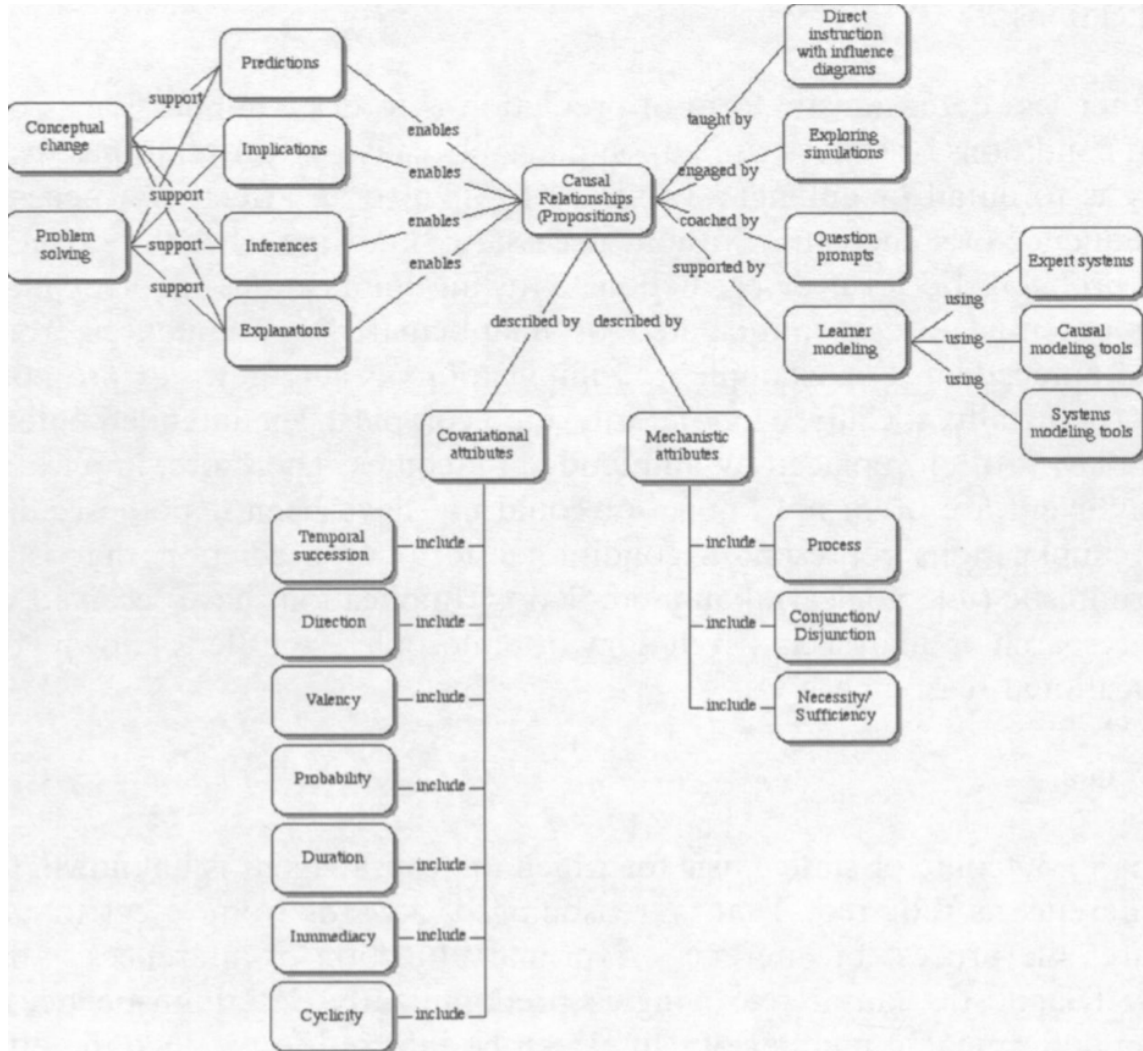 Direct
instruction
with influence
diagrams
Predictions
support
taught by
Conceptual
change
enables
Implications
Exploring
simulations
enables
engaged by
Causal
Relationships
(Propositions)
support
coached by
enables
Problem
solving
support
Inferences
Question
prompts
Expert systems
enables
supported by
support
using
Explanations
described by
described by
Learner
modeling
using
Causal
modeling tools
using
Systems
modeling tools
Covariational
attributes
Mechanistic
attributes
Temporal
succession
include
include
Process
Direction
include
include
Conjunction/
Disjunction
Valency
include
include
Necessity/
Sufficiency
Probability
include
Duration
include
Immediacy
include
Cyclicity
include